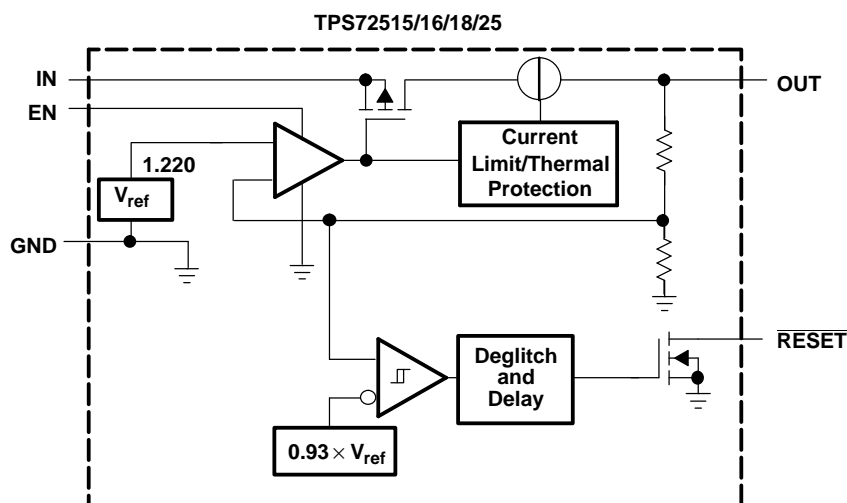 TPS72515/16/18/25
IN
OUT
EN
Current
Limit/Thermal
Protection
1.220
Vref
GND
RESET
Deglitch
and
Delay
0.93 × Vref